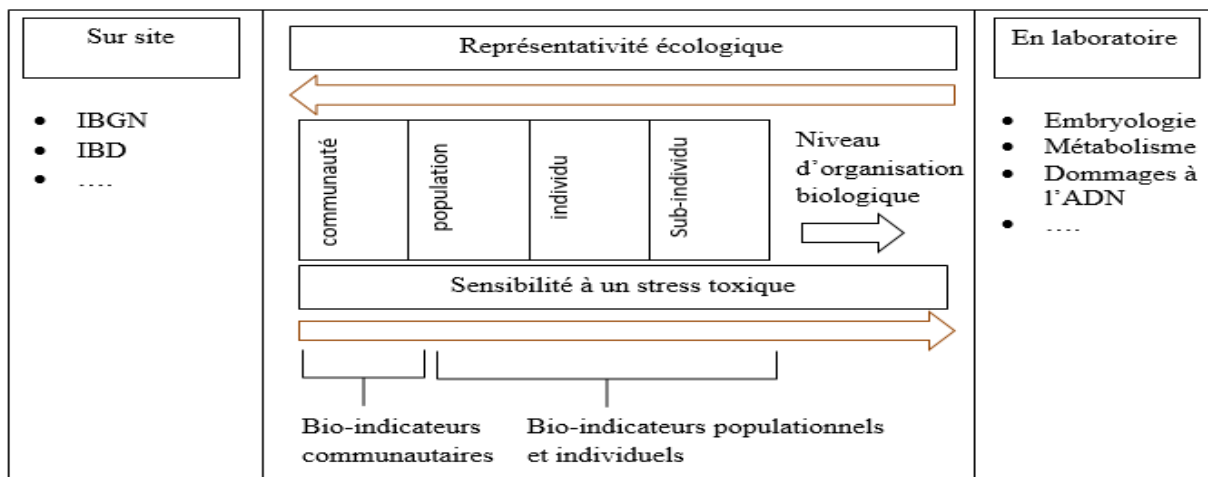 Sur site
IBGN
IBD
….
Représentativité écologique
communauté
population
individu
Sub-individu
Niveau
d’organisation
biologique
Sensibilité à un stress toxique
Bio-indicateurs
communautaires
Bio-indicateurs populationnels
et individuels
En laboratoire
Embryologie
Métabolisme
Dommages à
l’ADN
….